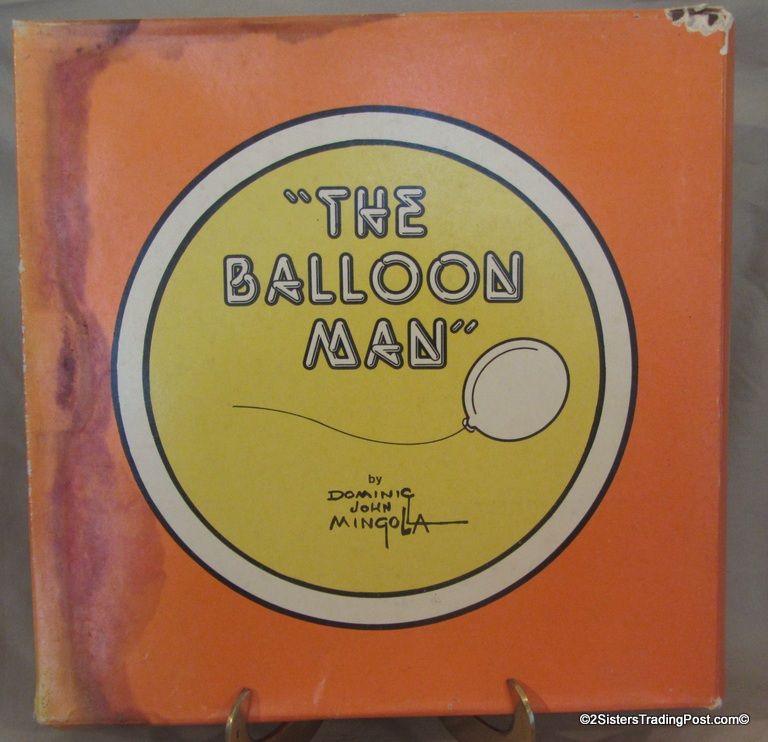 "THE
BALLOON
MAN"
by
DOMINIC
JOHN
MINGOLLA
©2SistersTradingPost.com©